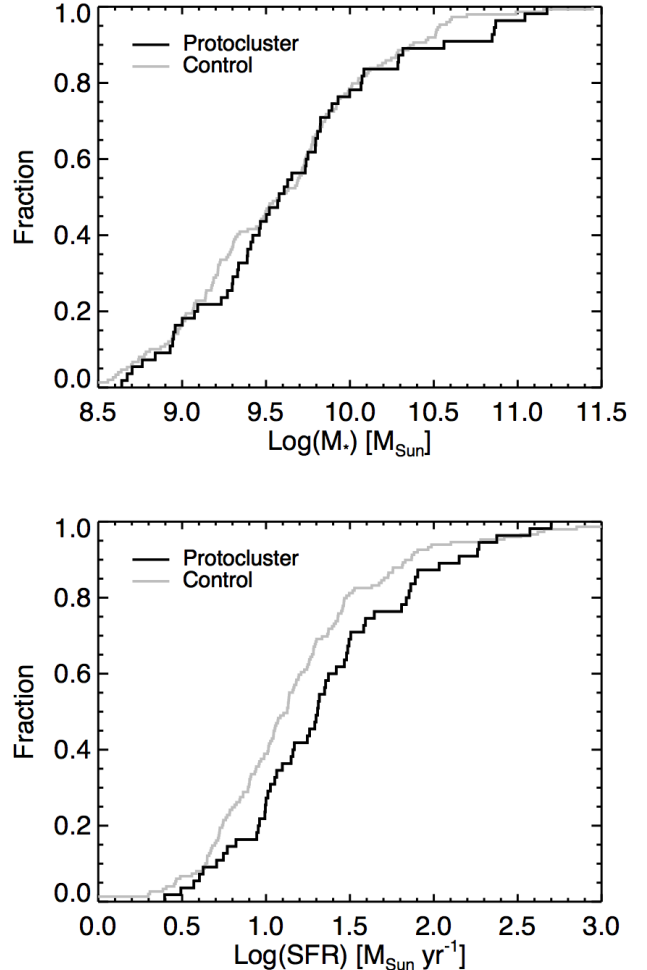 1.0
0.8
0.6
0.4
0.2
0.0
Fraction
Protocluster
Control
8.5 9.0 9.5 10.0 10.5 11.0 11.5
Log(M⋆) [M_Sun]
1.0
0.8
0.6
0.4
0.2
0.0
Fraction
Protocluster
Control
0.0 0.5 1.0 1.5 2.0 2.5 3.0
Log(SFR) [M_Sun yr⁻¹]